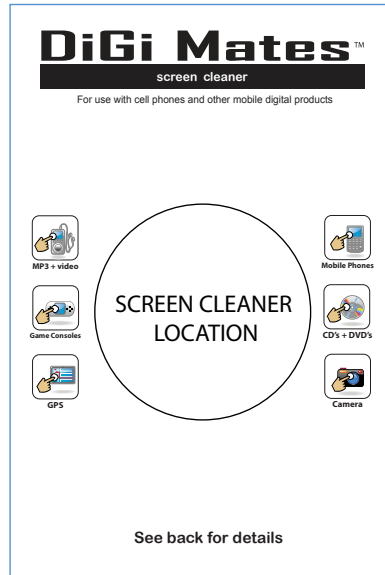 DiGi Mates™
screen cleaner
For use with cell phones and other mobile digital products
MP3 + video
Mobile Phones
SCREEN CLEANER
LOCATION
Game Consoles
CD's + DVD's
GPS
Camera
See back for details